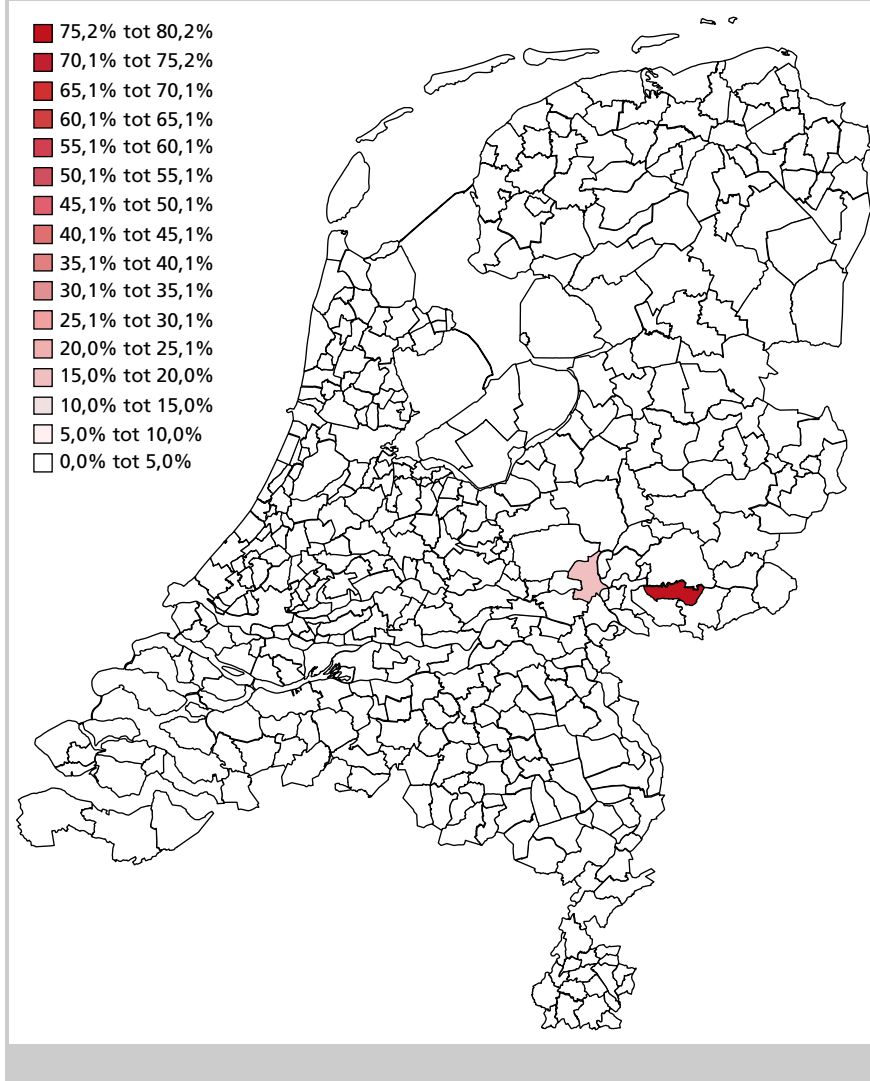 75,2% tot 80,2%
70,1% tot 75,2%
65,1% tot 70,1%
60,1% tot 65,1%
55,1% tot 60,1%
50,1% tot 55,1%
45,1% tot 50,1%
40,1% tot 45,1%
35,1% tot 40,1%
30,1% tot 35,1%
25,1% tot 30,1%
20,0% tot 25,1%
15,0% tot 20,0%
10,0% tot 15,0%
5,0% tot 10,0%
0,0% tot 5,0%